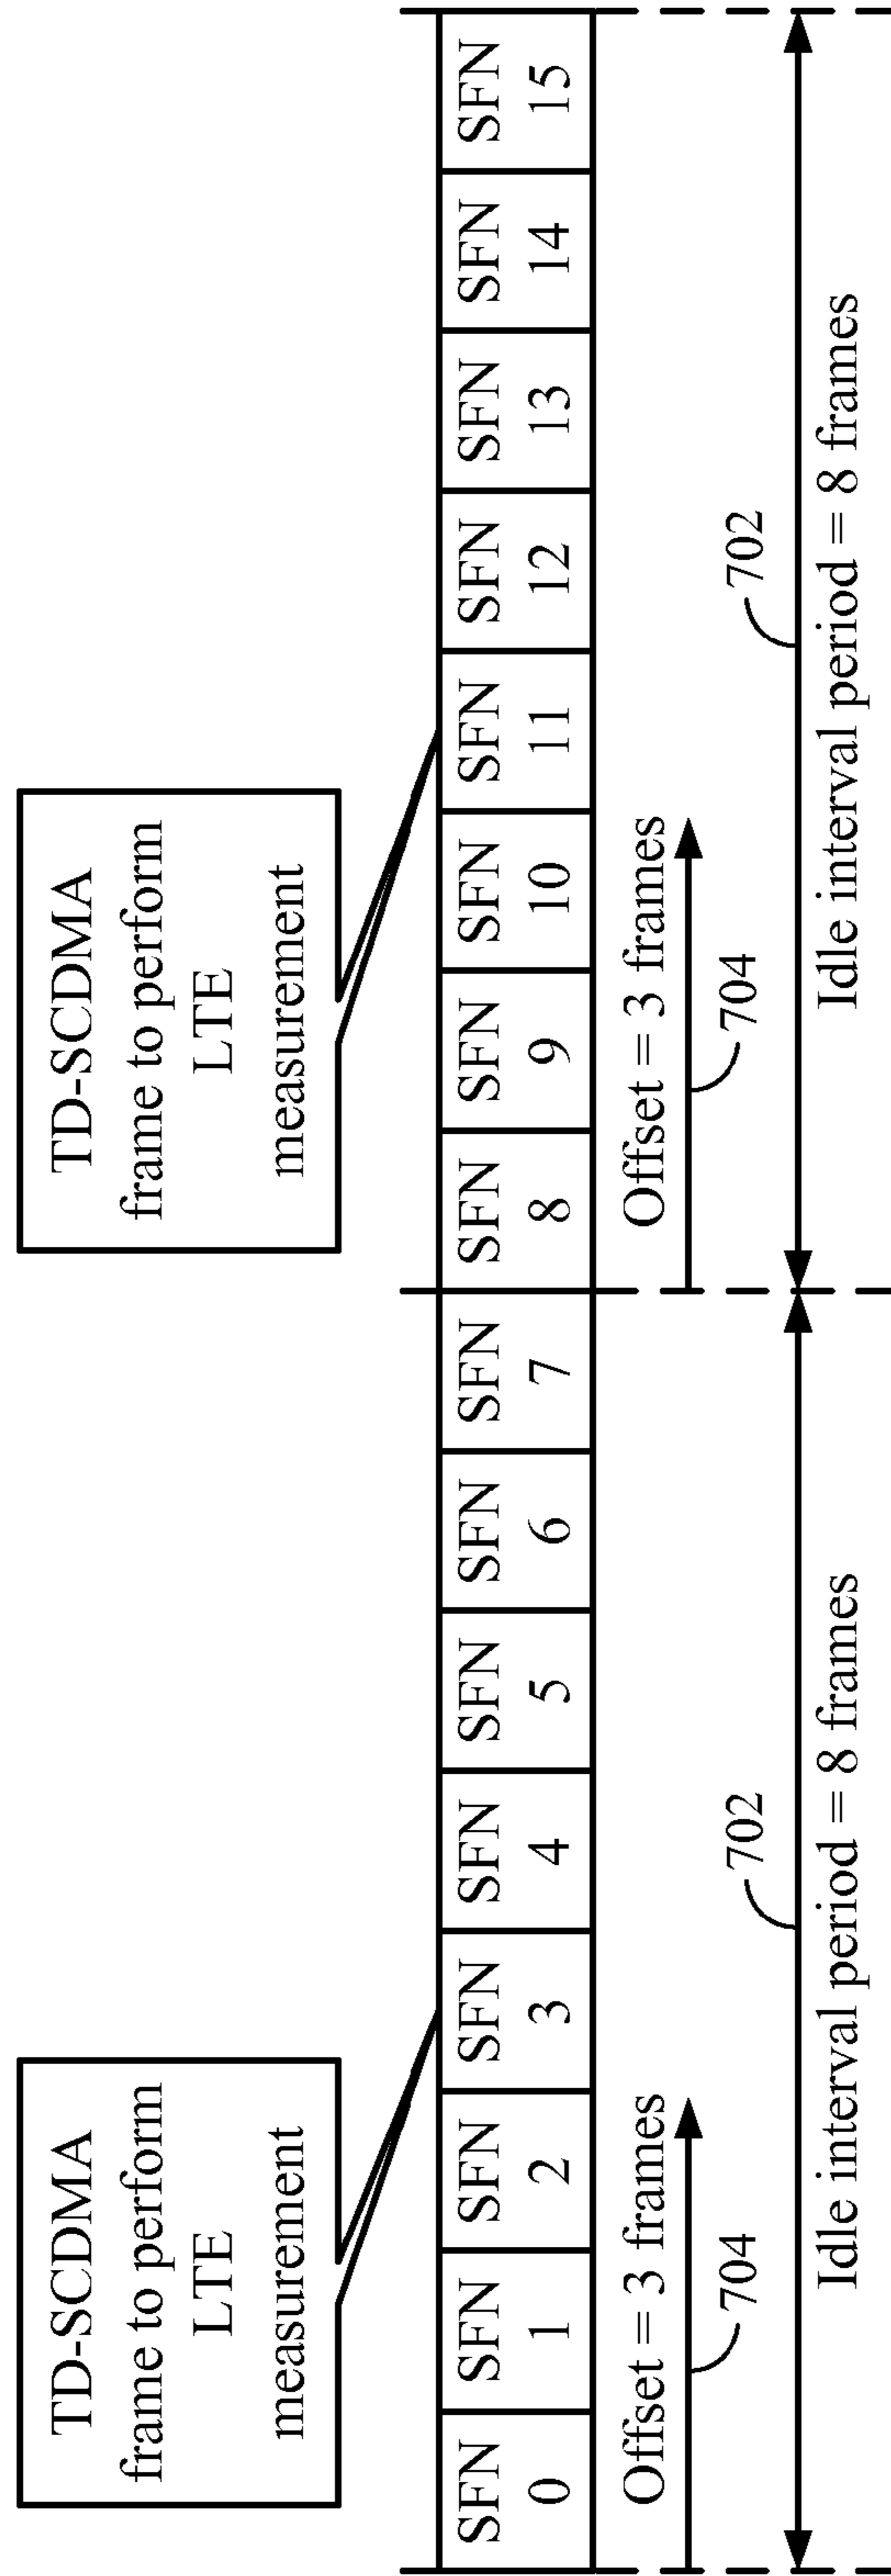 TD-SCDMA
frame to perform
LTE
measurement
TD-SCDMA
frame to perform
LTE
measurement
SFN
0
SFN
1
SFN
2
SFN
3
SFN
4
SFN
5
SFN
6
SFN
7
SFN
8
SFN
9
SFN
10
SFN
11
SFN
12
SFN
13
SFN
14
SFN
15
Offset = 3 frames
704
Offset = 3 frames
704
702
Idle interval period = 8 frames
702
Idle interval period = 8 frames